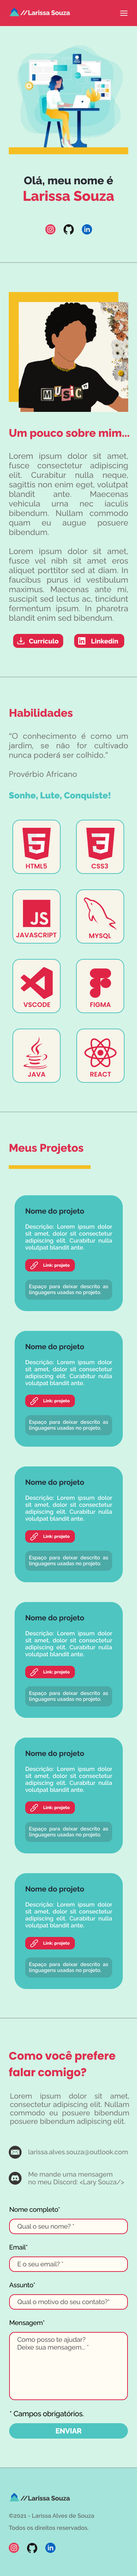 //Larissa Souza
Olá, meu nome é
Larissa Souza
MUSIC
Um pouco sobre mim...
Lorem ipsum dolor sit amet,
fusce consectetur adipiscing
elit. Curabitur nulla neque,
sagittis non enim eget, volutpat
blandit ante. Maecenas
vehicula urna nec iaculis
bibendum. Nullam commodo
quam eu augue posuere
bibendum.
Lorem ipsum dolor sit amet,
fusce vel nibh sit amet eros
aliquet porttitor sed at diam. In
faucibus purus id vestibulum
maximus. Maecenas ante mi,
suscipit sed lectus ac, tincidunt
fermentum ipsum. In pharetra
blandit enim sed bibendum.
Currículo
Linkedin
Habilidades
“O conhecimento é como um
jardim, se não for cultivado
nunca poderá ser colhido.”
Provérbio Africano
Sonhe, Lute, Conquiste!
HTML5
CSS3
JS
JAVASCRIPT
MYSQL
VSCODE
FIGMA
JAVA
REACT
Meus Projetos
Nome do projeto
Descrição: Lorem ipsum dolor
sit amet, dolor sit consectetur
adipiscing elit. Curabitur nulla
volutpat blandit ante.
Link: projeto
Espaço para deixar descrito as
linguagens usadas no projeto.
Nome do projeto
Descrição: Lorem ipsum dolor
sit amet, dolor sit consectetur
adipiscing elit. Curabitur nulla
volutpat blandit ante.
Link: projeto
Espaço para deixar descrito as
linguagens usadas no projeto.
Nome do projeto
Descrição: Lorem ipsum dolor
sit amet, dolor sit consectetur
adipiscing elit. Curabitur nulla
volutpat blandit ante.
Link: projeto
Espaço para deixar descrito as
linguagens usadas no projeto.
Nome do projeto
Descrição: Lorem ipsum dolor
sit amet, dolor sit consectetur
adipiscing elit. Curabitur nulla
volutpat blandit ante.
Link: projeto
Espaço para deixar descrito as
linguagens usadas no projeto.
Nome do projeto
Descrição: Lorem ipsum dolor
sit amet, dolor sit consectetur
adipiscing elit. Curabitur nulla
volutpat blandit ante.
Link: projeto
Espaço para deixar descrito as
linguagens usadas no projeto.
Nome do projeto
Descrição: Lorem ipsum dolor
sit amet, dolor sit consectetur
adipiscing elit. Curabitur nulla
volutpat blandit ante.
Link: projeto
Espaço para deixar descrito as
linguagens usadas no projeto.
Como você prefere
falar comigo?
Lorem ipsum dolor sit amet,
consectetur adipiscing elit. Nullam
commodo eu posuere bibendum
posuere bibendum adipiscing elit.
larissa.alves.souza@outlook.com
Me mande uma mensagem
no meu Discord: <Lary Souza/>
Nome completo*
Qual o seu nome? *
Email*
E o seu email? *
Assunto*
Qual o motivo do seu contato?*
Mensagem*
Como posso te ajudar?
Deixe sua mensagem... *
* Campos obrigatórios.
ENVIAR
//Larissa Souza
©2021 - Larissa Alves de Souza
Todos os direitos reservados.